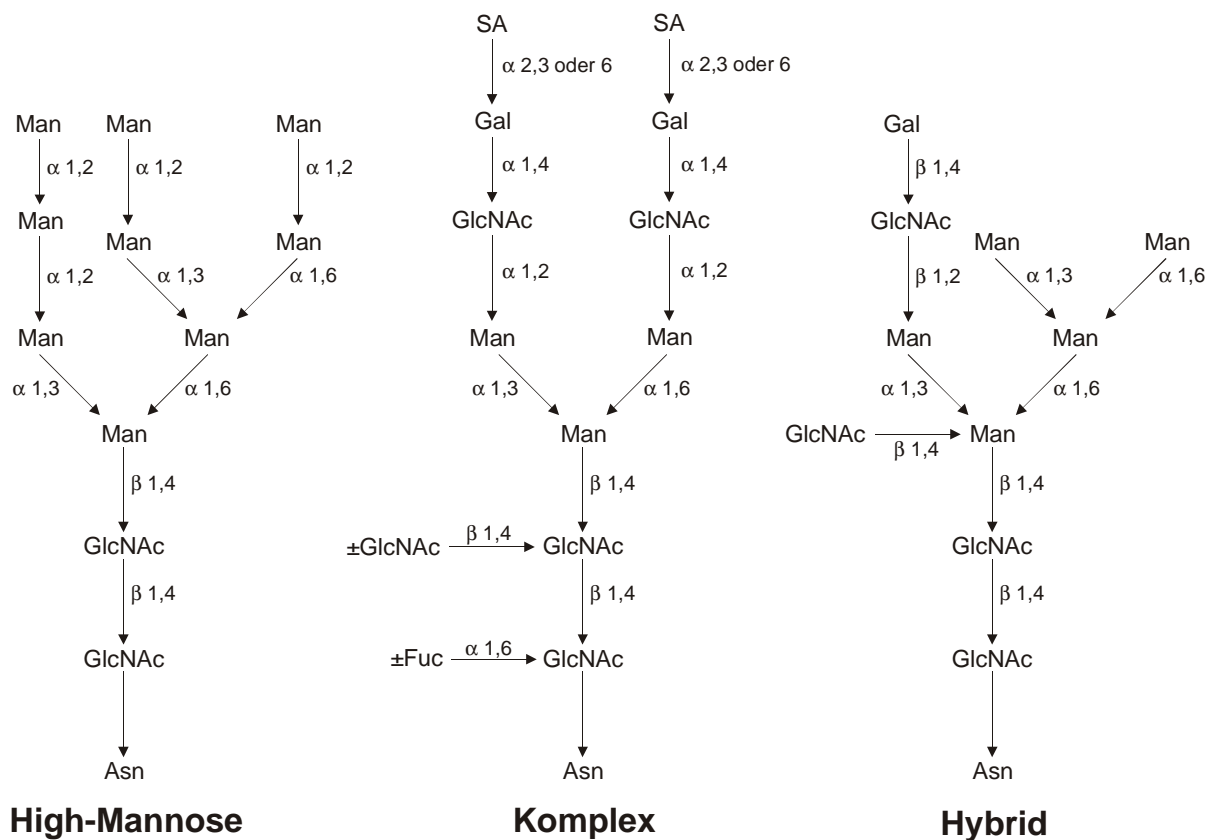 SA SA
α 2,3 oder 6 α 2,3 oder 6
Man Man Man Gal Gal Gal
α 1,2 α 1,2 α 1,2 α 1,4 α 1,4 β 1,4
Man GlcNAc GlcNAc GlcNAc
Man Man Man Man
α 1,2 α 1,3 α 1,6 α 1,2 α 1,2 β 1,2 α 1,3 α 1,6
Man Man Man Man Man Man
α 1,3 α 1,6 α 1,3 α 1,6 α 1,3 α 1,6
Man Man GlcNAc β 1,4 Man
β 1,4 β 1,4 β 1,4
GlcNAc ±GlcNAc β 1,4 GlcNAc GlcNAc
β 1,4 β 1,4 β 1,4
GlcNAc ±Fuc α 1,6 GlcNAc GlcNAc
Asn Asn Asn
High-Mannose Komplex Hybrid